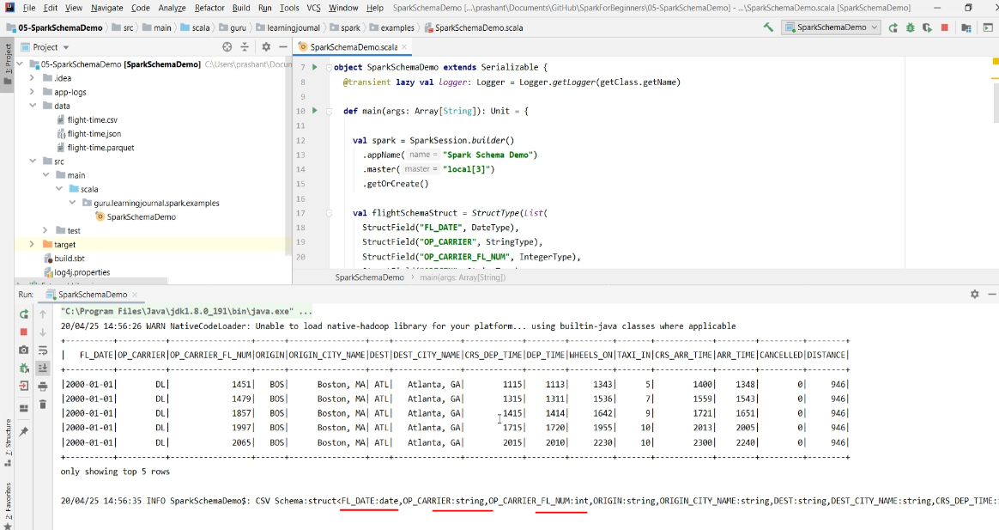 File Edit View Navigate Code Analyze Refactor Build Run Tools VCS Window Help SparkSchemaDemo [...\prashant\Documents\GitHub\SparkForBeginners\05-SparkSchemaDemo] - ...\SparkSchemaDemo.scala [SparkSchemaDemo]
05-SparkSchemaDemo src main scala guru learningjournal spark examples SparkSchemaDemo.scala SparkSchemaDemo
1: Project
Project
SparkSchemaDemo.scala
05-SparkSchemaDemo [SparkSchemaDemo] C:\Users\prashant\Docum
.idea
app-logs
data
flight-time.csv
flight-time.json
flight-time.parquet
src
main
scala
guru.learningjournal.spark.examples
SparkSchemaDemo
test
target
build.sbt
log4j.properties
7 object SparkSchemaDemo extends Serializable {
8 @transient lazy val logger: Logger = Logger.getLogger(getClass.getName)
9
10 def main(args: Array[String]): Unit = {
11
12 val spark = SparkSession.builder()
13 .appName( name = "Spark Schema Demo")
14 .master( master = "local[3]")
15 .getOrCreate()
16
17 val flightSchemaStruct = StructType(List(
18 StructField("FL_DATE", DateType),
19 StructField("OP_CARRIER", StringType),
20 StructField("OP_CARRIER_FL_NUM", IntegerType),
SparkSchemaDemo main(args: Array[String])
Run: SparkSchemaDemo
"C:\Program Files\Java\jdk1.8.0_191\bin\java.exe" ...
20/04/25 14:56:26 WARN NativeCodeLoader: Unable to load native-hadoop library for your platform... using builtin-java classes where applicable
+----------+----------+-----------------+------+----------------+----+--------------+------------+--------+---------+-------+------------+--------+---------+--------+
| FL_DATE|OP_CARRIER|OP_CARRIER_FL_NUM|ORIGIN|ORIGIN_CITY_NAME|DEST|DEST_CITY_NAME|CRS_DEP_TIME|DEP_TIME|WHEELS_ON|TAXI_IN|CRS_ARR_TIME|ARR_TIME|CANCELLED|DISTANCE|
+----------+----------+-----------------+------+----------------+----+--------------+------------+--------+---------+-------+------------+--------+---------+--------+
|2000-01-01| DL| 1451| BOS| Boston, MA| ATL| Atlanta, GA| 1115| 1113| 1343| 5| 1400| 1348| 0| 946|
|2000-01-01| DL| 1479| BOS| Boston, MA| ATL| Atlanta, GA| 1315| 1311| 1536| 7| 1559| 1543| 0| 946|
|2000-01-01| DL| 1857| BOS| Boston, MA| ATL| Atlanta, GA| 1415| 1414| 1642| 9| 1721| 1651| 0| 946|
|2000-01-01| DL| 1997| BOS| Boston, MA| ATL| Atlanta, GA| 1715| 1720| 1955| 10| 2013| 2005| 0| 946|
|2000-01-01| DL| 2065| BOS| Boston, MA| ATL| Atlanta, GA| 2015| 2010| 2230| 10| 2300| 2240| 0| 946|
+----------+----------+-----------------+------+----------------+----+--------------+------------+--------+---------+-------+------------+--------+---------+--------+
only showing top 5 rows
20/04/25 14:56:35 INFO SparkSchemaDemo$: CSV Schema:struct<FL_DATE:date,OP_CARRIER:string,OP_CARRIER_FL_NUM:int,ORIGIN:string,ORIGIN_CITY_NAME:string,DEST:string,DEST_CITY_NAME:string,CRS_DEP_TIME:
Z: Structure
2: Favorites